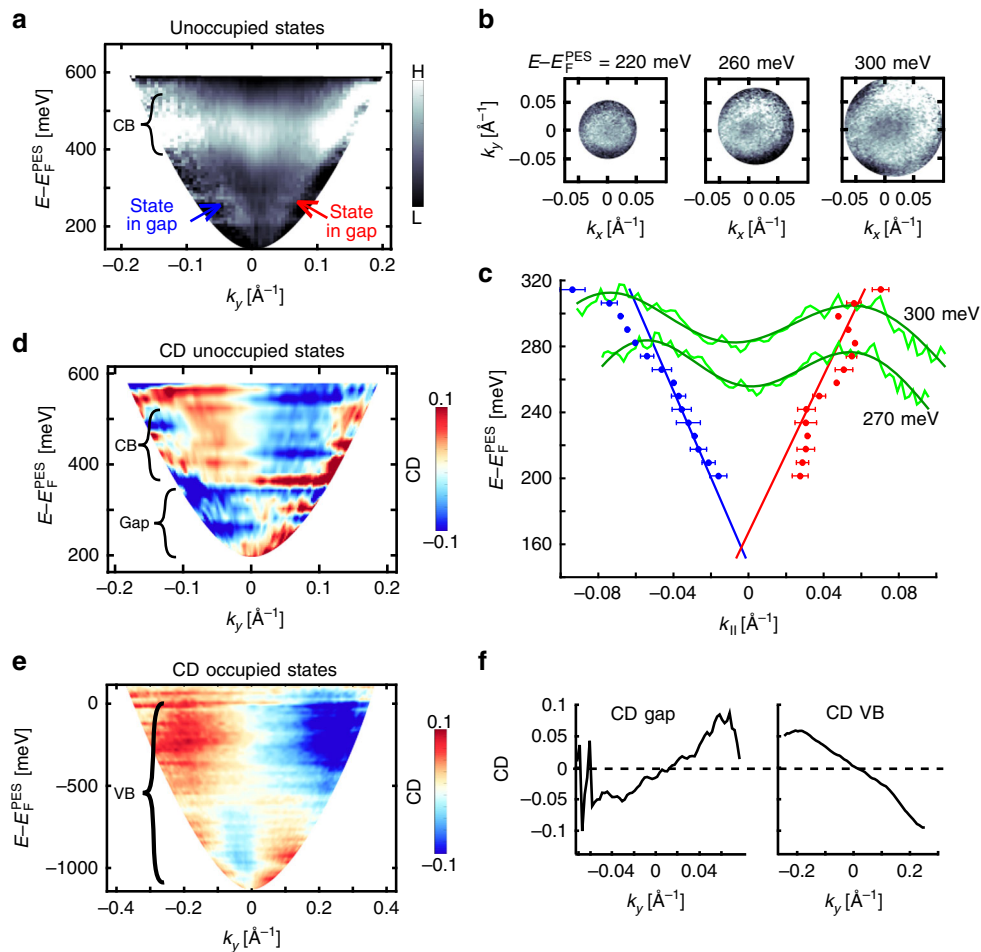 a
Unoccupied states
E–E_F^PES [meV]
600
400
200
CB
State
in gap
State
in gap
H
L
−0.2
−0.1
0
0.1
0.2
k_y [Å⁻¹]
b
E–E_F^PES = 220 meV
260 meV
300 meV
k_y [Å⁻¹]
0.05
0
−0.05
−0.05 0 0.05
−0.05 0 0.05
−0.05 0 0.05
k_x [Å⁻¹]
k_x [Å⁻¹]
k_x [Å⁻¹]
c
E–E_F^PES [meV]
320
280
240
200
160
300 meV
270 meV
−0.08
−0.04
0
0.04
0.08
k_II [Å⁻¹]
d
CD unoccupied states
E–E_F^PES [meV]
600
400
200
CB
Gap
0.1
CD
−0.1
−0.2
−0.1
0
0.1
0.2
k_y [Å⁻¹]
e
CD occupied states
E–E_F^PES [meV]
0
−500
−1000
VB
0.1
CD
−0.1
−0.4
−0.2
0
0.2
0.4
k_y [Å⁻¹]
f
CD gap
CD VB
CD
0.1
0.05
0
−0.05
−0.1
−0.04 0 0.04
−0.2 0 0.2
k_y [Å⁻¹]
k_y [Å⁻¹]